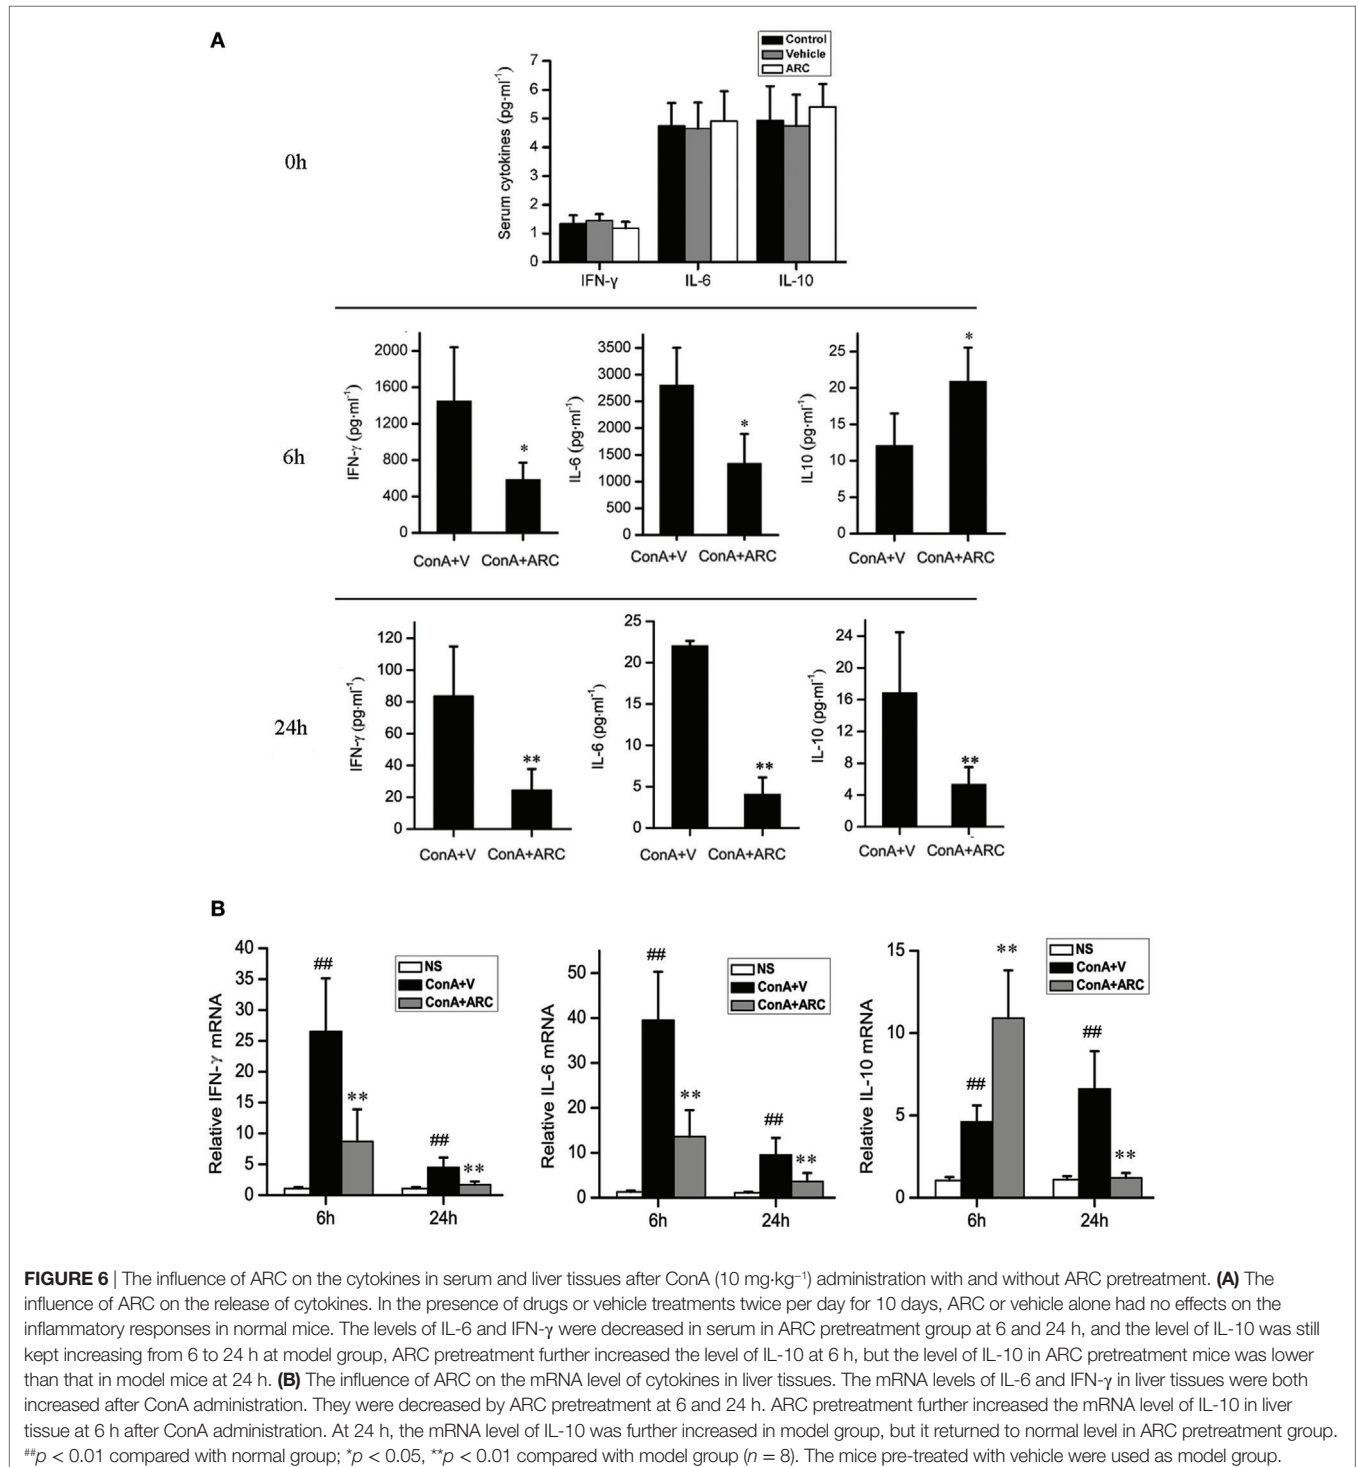 A
Control
Vehicle
ARC
Serum cytokines (pg·ml⁻¹)
7
6
5
4
3
2
1
0
IFN-γ
IL-6
IL-10
0h
6h
IFN-γ (pg·ml⁻¹)
2000
1600
1200
800
400
0
*
ConA+V
ConA+ARC
IL-6 (pg·ml⁻¹)
3500
3000
2500
2000
1500
1000
500
0
*
ConA+V
ConA+ARC
IL10 (pg·ml⁻¹)
25
20
15
10
5
0
*
ConA+V
ConA+ARC
24h
IFN-γ (pg·ml⁻¹)
120
100
80
60
40
20
0
**
ConA+V
ConA+ARC
IL-6 (pg·ml⁻¹)
25
20
15
10
5
0
**
ConA+V
ConA+ARC
IL-10 (pg·ml⁻¹)
24
20
16
12
8
4
0
**
ConA+V
ConA+ARC
B
Relative IFN-γ mRNA
40
35
30
25
20
15
10
5
0
NS
ConA+V
ConA+ARC
##
**
##
**
6h
24h
Relative IL-6 mRNA
50
40
30
20
10
0
NS
ConA+V
ConA+ARC
##
**
##
**
6h
24h
Relative IL-10 mRNA
15
10
5
0
NS
ConA+V
ConA+ARC
##
**
##
**
6h
24h
FIGURE 6 | The influence of ARC on the cytokines in serum and liver tissues after ConA (10 mg·kg⁻¹) administration with and without ARC pretreatment. (A) The
influence of ARC on the release of cytokines. In the presence of drugs or vehicle treatments twice per day for 10 days, ARC or vehicle alone had no effects on the
inflammatory responses in normal mice. The levels of IL-6 and IFN-γ were decreased in serum in ARC pretreatment group at 6 and 24 h, and the level of IL-10 was still
kept increasing from 6 to 24 h at model group, ARC pretreatment further increased the level of IL-10 at 6 h, but the level of IL-10 in ARC pretreatment mice was lower
than that in model mice at 24 h. (B) The influence of ARC on the mRNA level of cytokines in liver tissues. The mRNA levels of IL-6 and IFN-γ in liver tissues were both
increased after ConA administration. They were decreased by ARC pretreatment at 6 and 24 h. ARC pretreatment further increased the mRNA level of IL-10 in liver
tissue at 6 h after ConA administration. At 24 h, the mRNA level of IL-10 was further increased in model group, but it returned to normal level in ARC pretreatment group.
##p < 0.01 compared with normal group; *p < 0.05, **p < 0.01 compared with model group (n = 8). The mice pre-treated with vehicle were used as model group.